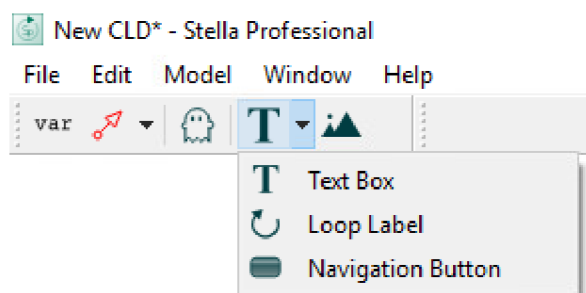 New CLD* - Stella Professional
File Edit Model Window Help
var T
T Text Box
Loop Label
Navigation Button